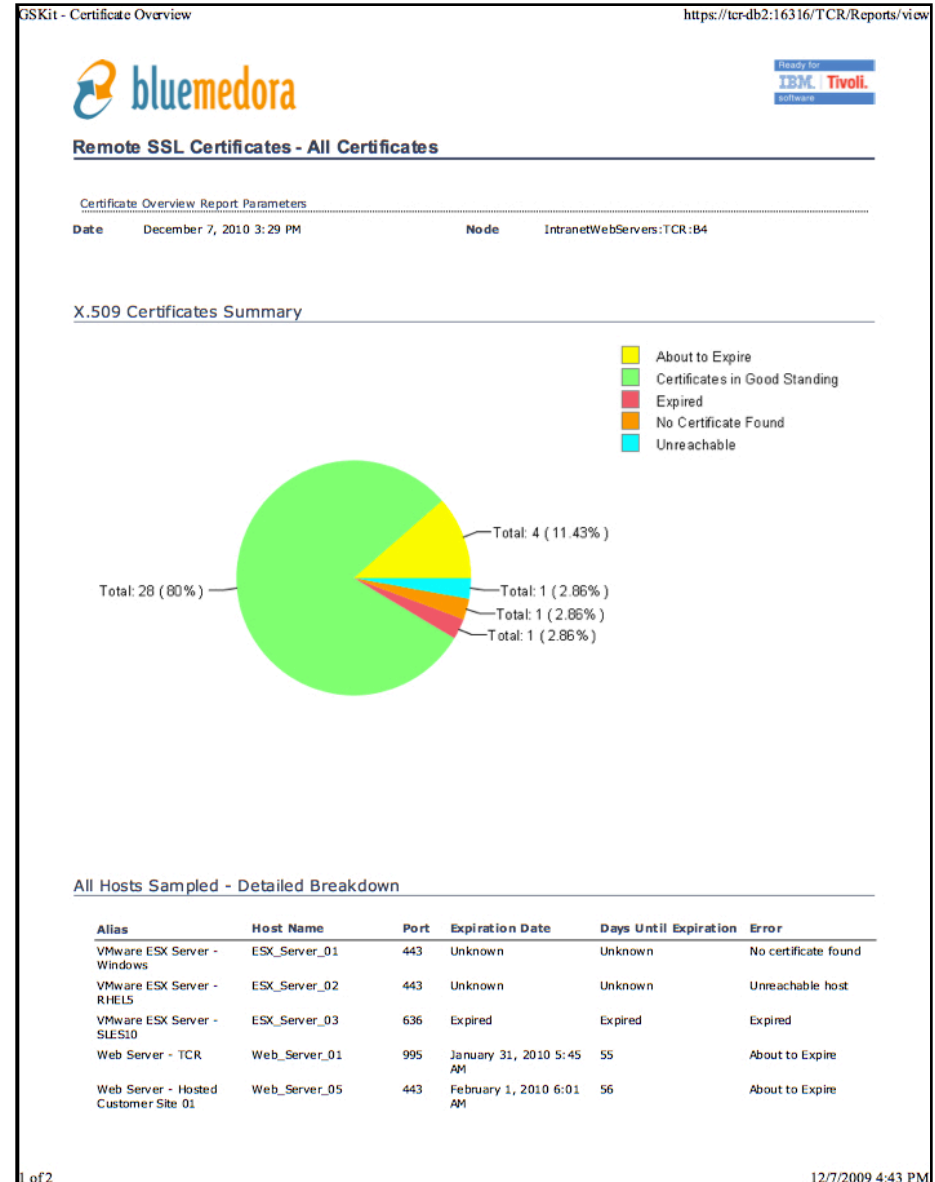 GSKit - Certificate Overview https://tcr-db2:16316/TCR/Reports/view
bluemedora
Ready for
IBM. Tivoli.
software
Remote SSL Certificates - All Certificates
Certificate Overview Report Parameters
Date December 7, 2010 3:29 PM Node IntranetWebServers:TCR:B4
X.509 Certificates Summary
About to Expire
Certificates in Good Standing
Expired
No Certificate Found
Unreachable
Total: 4 ( 11.43% )
Total: 28 ( 80% )
Total: 1 ( 2.86% )
Total: 1 ( 2.86% )
Total: 1 ( 2.86% )
All Hosts Sampled - Detailed Breakdown
Alias Host Name Port Expiration Date Days Until Expiration Error
VMware ESX Server - ESX_Server_01 443 Unknown Unknown No certificate found
Windows
VMware ESX Server - ESX_Server_02 443 Unknown Unknown Unreachable host
RHEL5
VMware ESX Server - ESX_Server_03 636 Expired Expired Expired
SLES10
Web Server - TCR Web_Server_01 995 January 31, 2010 5:45 55 About to Expire
AM
Web Server - Hosted Web_Server_05 443 February 1, 2010 6:01 56 About to Expire
Customer Site 01 AM
1 of 2 12/7/2009 4:43 PM